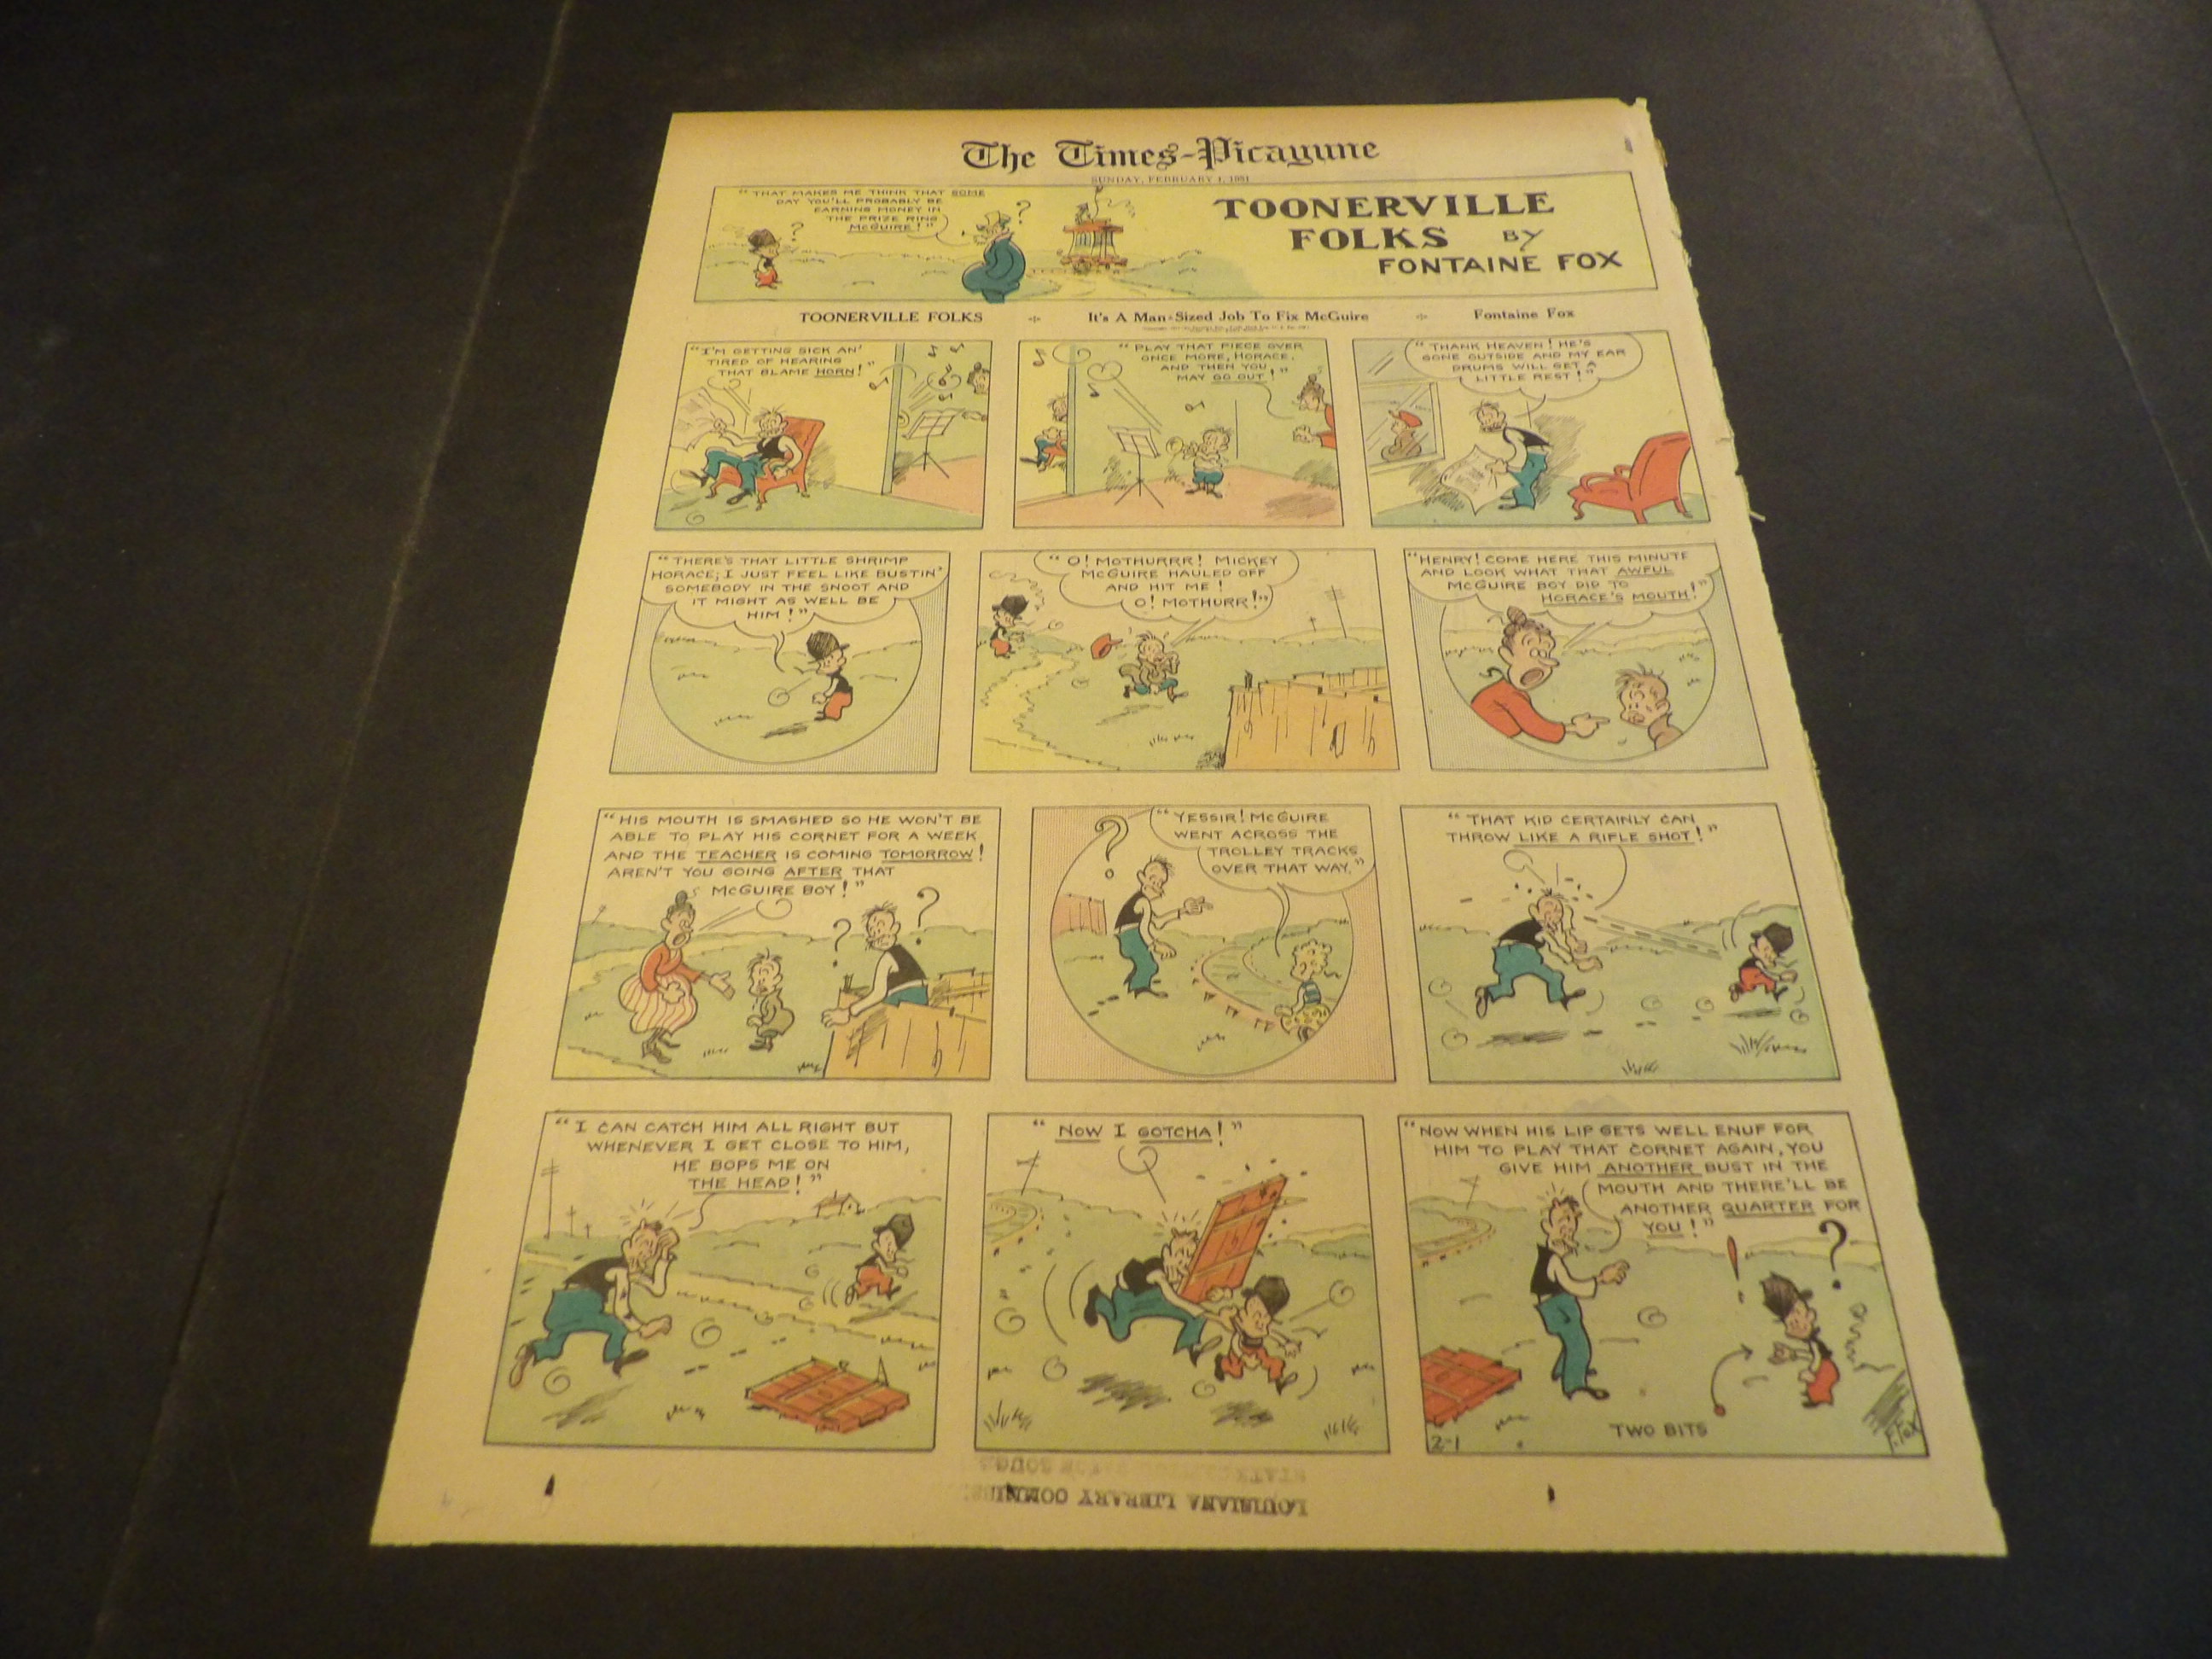 The Times-Picayune
SUNDAY, FEBRUARY 1, 1931
"THAT MAKES ME THINK THAT SOME
DAY YOU'LL PROBABLY BE
EARNING MONEY IN
THE PRIZE RING
McGUIRE!"
?
?
TOONERVILLE
FOLKS BY
FONTAINE FOX
TOONERVILLE FOLKS It's A Man-Sized Job To Fix McGuire Fontaine Fox
"I'M GETTING SICK AN'
TIRED OF HEARING
THAT BLAME HORN!"
"PLAY THAT PIECE OVER
ONCE MORE, HORACE,
AND THEN YOU
MAY GO OUT!"
"THANK HEAVEN! HE'S
GONE OUTSIDE AND MY EAR
DRUMS WILL GET A
LITTLE REST!"
"THERE'S THAT LITTLE SHRIMP
HORACE; I JUST FEEL LIKE BUSTIN'
SOMEBODY IN THE SNOOT AND
IT MIGHT AS WELL BE
HIM!"
"O! MOTHURRR! MICKEY
McGUIRE HAULED OFF
AND HIT ME!
O! MOTHURR!"
"HENRY! COME HERE THIS MINUTE
AND LOOK WHAT THAT AWFUL
McGUIRE BOY DID TO
HORACE'S MOUTH!"
"HIS MOUTH IS SMASHED SO HE WON'T BE
ABLE TO PLAY HIS CORNET FOR A WEEK
AND THE TEACHER IS COMING TOMORROW!
AREN'T YOU GOING AFTER THAT
McGUIRE BOY!"
?
?
?
"YESSIR! McGUIRE
WENT ACROSS THE
TROLLEY TRACKS
OVER THAT WAY."
"THAT KID CERTAINLY CAN
THROW LIKE A RIFLE SHOT!"
"I CAN CATCH HIM ALL RIGHT BUT
WHENEVER I GET CLOSE TO HIM,
HE BOPS ME ON
THE HEAD!"
"NOW I GOTCHA!"
"NOW WHEN HIS LIP GETS WELL ENUF FOR
HIM TO PLAY THAT CORNET AGAIN, YOU
GIVE HIM ANOTHER BUST IN THE
MOUTH AND THERE'LL BE
ANOTHER QUARTER FOR
YOU!"
! ?
TWO BITS
2-1
F. Fox
LOUISIANA LIBRARY COMMISS